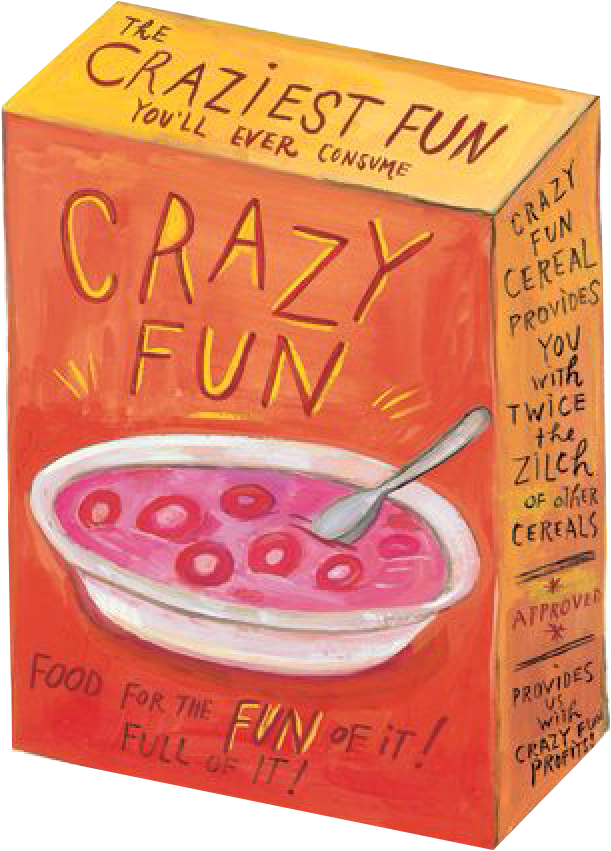 THE
CRAZiEST FUN
YOU'LL EVER CONSUME
CRAZY
FUN
FOOD FOR THE FUN OF iT!
FULL OF IT!
CRAZY
FUN
CEREAL
PROViDES
YOU
with
TWICE
the
ZiLCh
OF OTHER
CEREALS
* APPROVED *
PROViDES
US
with
CRAZY FUN
PROFITS!